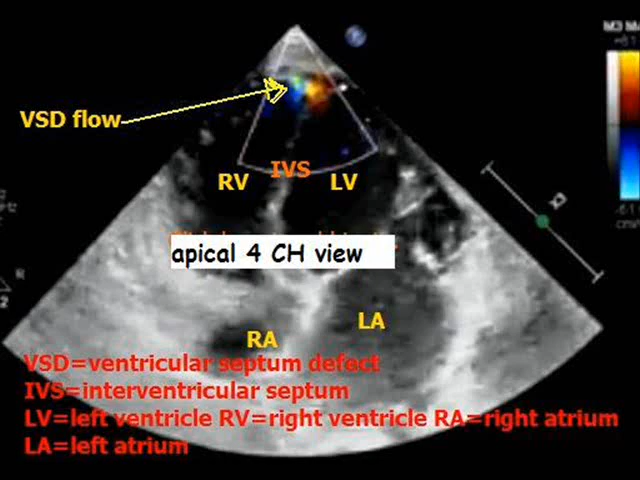 M3
VSD flow
IVS
RV
LV
apical 4 CH view
R
LA
RA
VSD=ventricular septum defect
IVS=interventricular septum
LV=left ventricle RV=right ventricle RA=right atrium
LA=left atrium